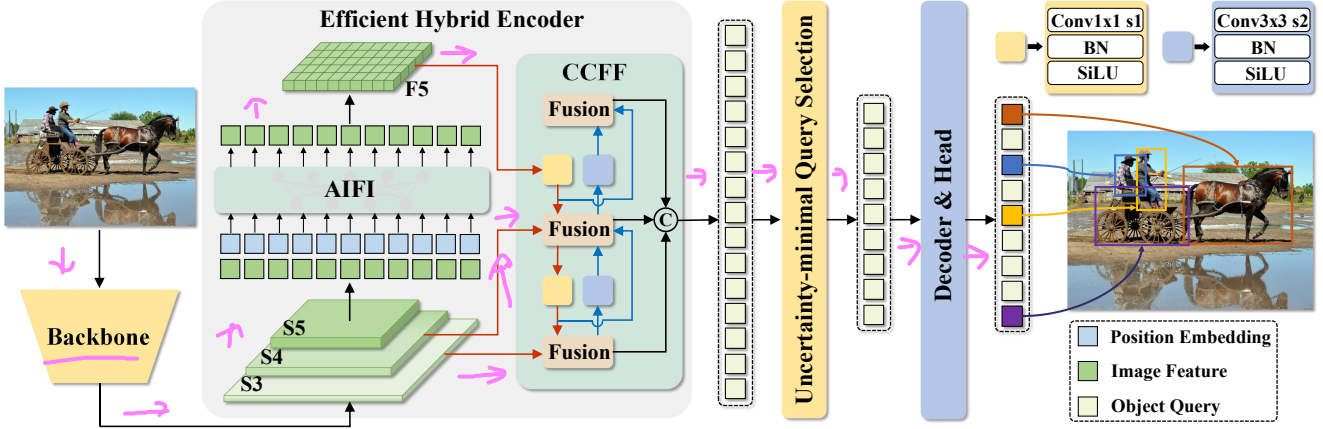 Efficient Hybrid Encoder
Conv1x1 s1
BN
SiLU
Conv3x3 s2
BN
SiLU
F5
CCFF
Fusion
AIFI
Fusion
C
S5
S4
S3
Fusion
Backbone
Uncertainty-minimal Query Selection
Decoder & Head
Position Embedding
Image Feature
Object Query